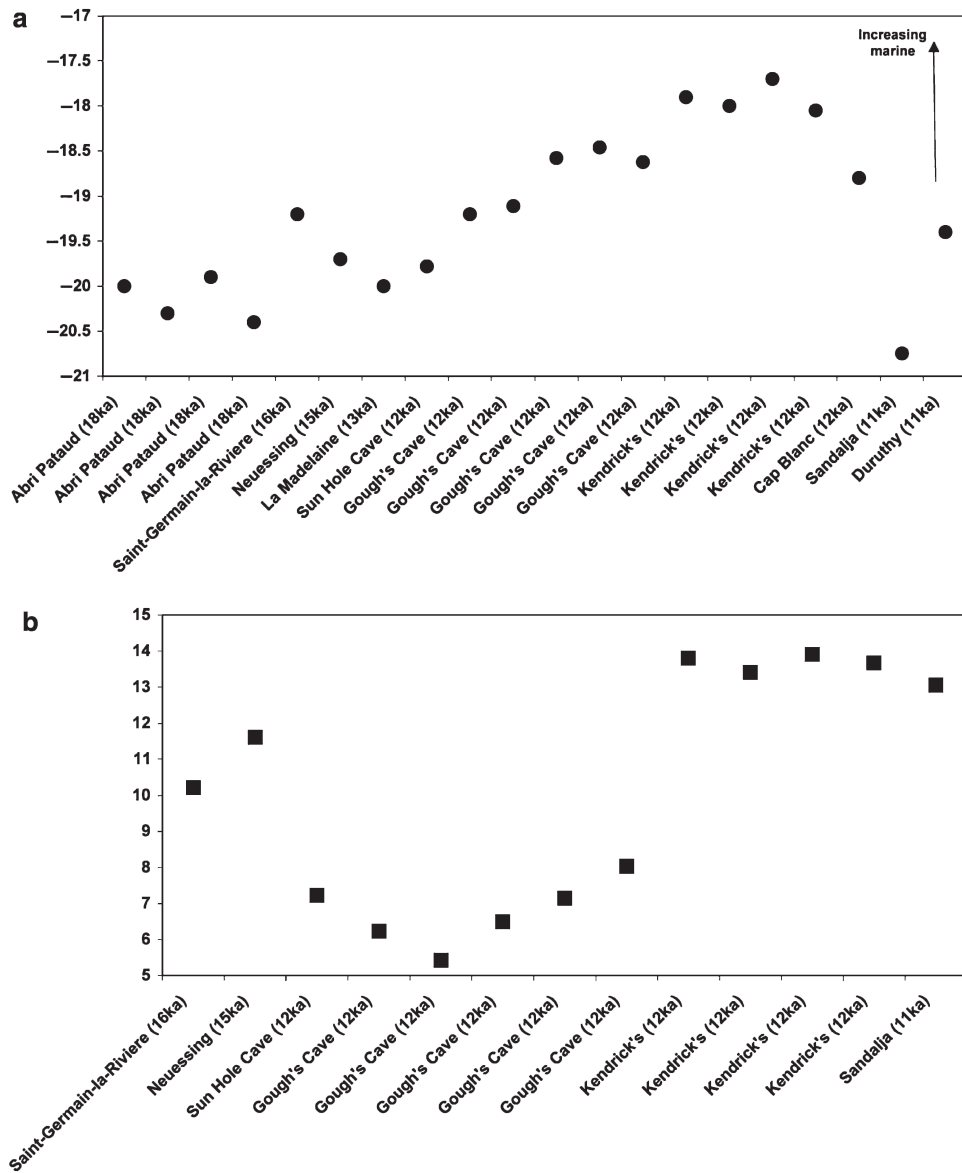 a
–17
–17.5
–18
–18.5
–19
–19.5
–20
–20.5
–21
Increasing
marine
Abri Pataud (18ka)
Abri Pataud (18ka)
Abri Pataud (18ka)
Abri Pataud (18ka)
Saint-Germain-la-Riviere (16ka)
Neuessing (15ka)
La Madelaine (13ka)
Sun Hole Cave (12ka)
Gough's Cave (12ka)
Gough's Cave (12ka)
Gough's Cave (12ka)
Gough's Cave (12ka)
Gough's Cave (12ka)
Kendrick's (12ka)
Kendrick's (12ka)
Kendrick's (12ka)
Kendrick's (12ka)
Cap Blanc (12ka)
Sandalja (11ka)
Duruthy (11ka)
b
15
14
13
12
11
10
9
8
7
6
5
Saint-Germain-la-Riviere (16ka)
Neuessing (15ka)
Sun Hole Cave (12ka)
Gough's Cave (12ka)
Gough's Cave (12ka)
Gough's Cave (12ka)
Gough's Cave (12ka)
Gough's Cave (12ka)
Kendrick's (12ka)
Kendrick's (12ka)
Kendrick's (12ka)
Kendrick's (12ka)
Sandalja (11ka)